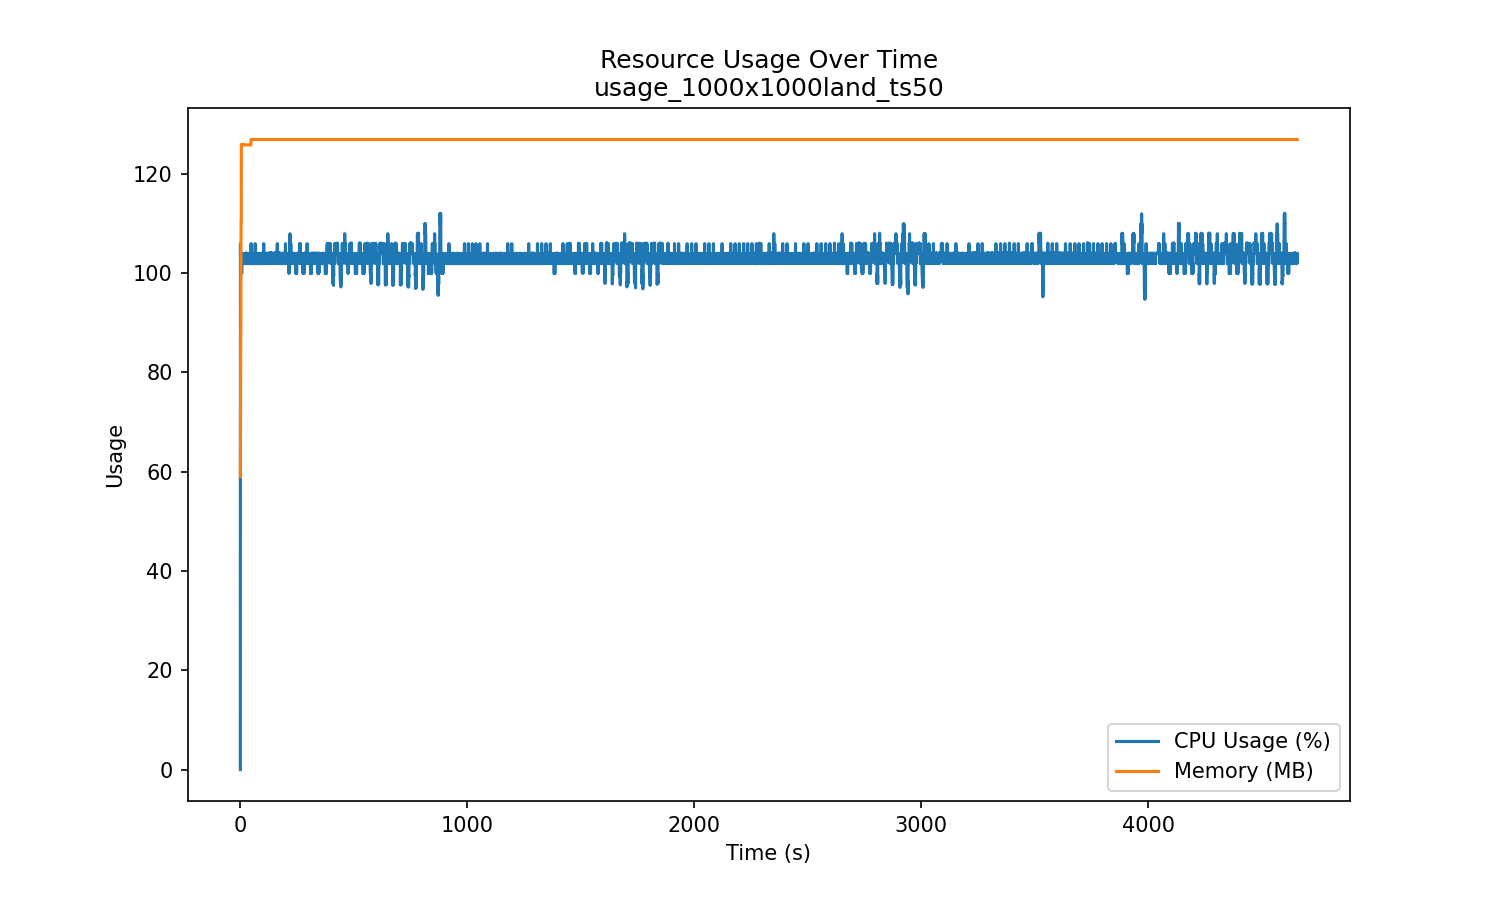 Resource Usage Over Time
usage_1000x1000land_ts50
120
100
80
60
40
20
0
Usage
0 1000 2000 3000 4000
Time (s)
CPU Usage (%)
Memory (MB)